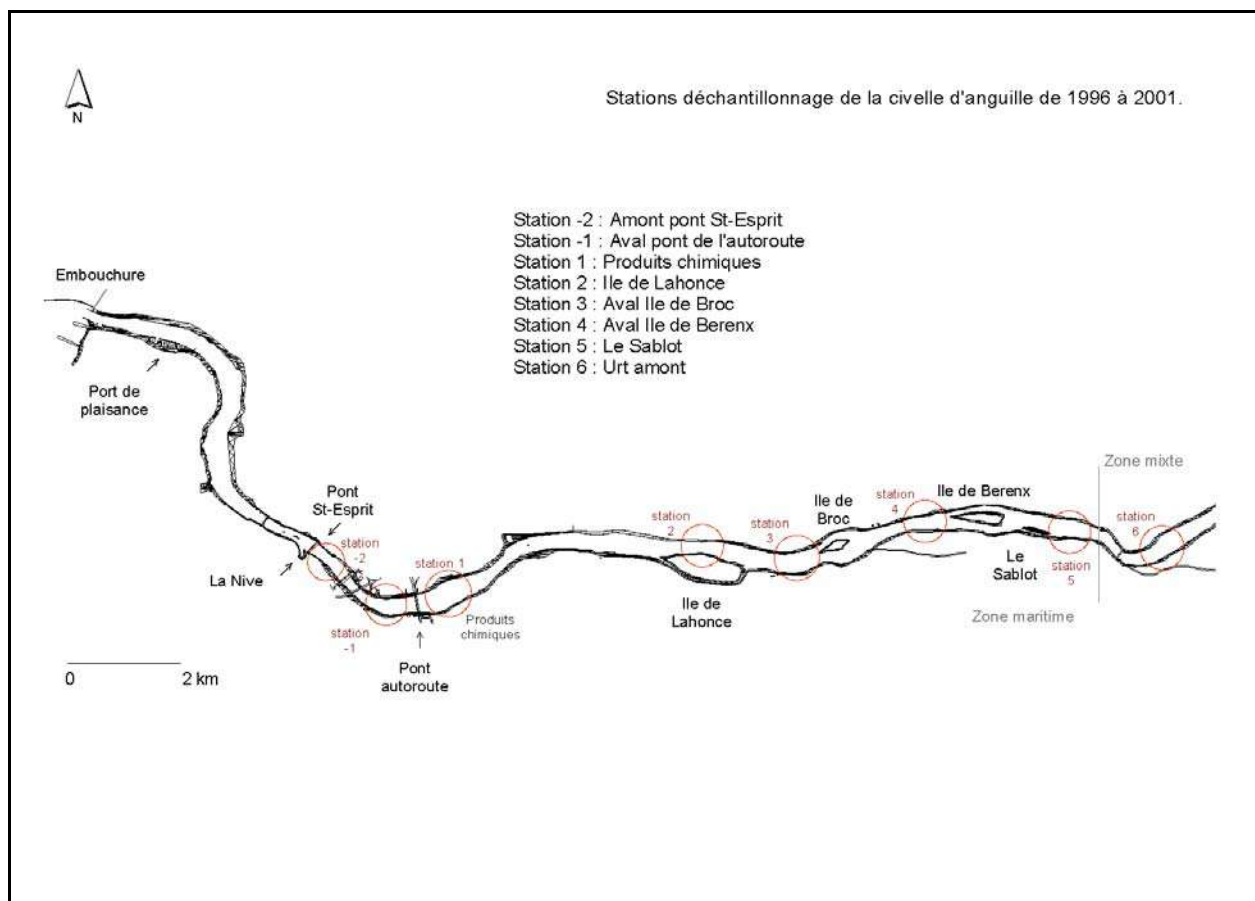 Stations déchantillonnage de la civelle d'anguille de 1996 à 2001.
N
Station -2 : Amont pont St-Esprit
Station -1 : Aval pont de l'autoroute
Station 1 : Produits chimiques
Station 2 : Ile de Lahonce
Station 3 : Aval Ile de Broc
Station 4 : Aval Ile de Berenx
Station 5 : Le Sablot
Station 6 : Urt amont
Embouchure
Port de
plaisance
Pont
St-Esprit
La Nive
station
-2
station
-1
station 1
Produits
chimiques
Pont
autoroute
station
2
Ile de
Lahonce
station
3
Ile de
Broc
station
4
Ile de Berenx
Le
Sablot
station
5
Zone mixte
station
6
Zone maritime
0
2 km